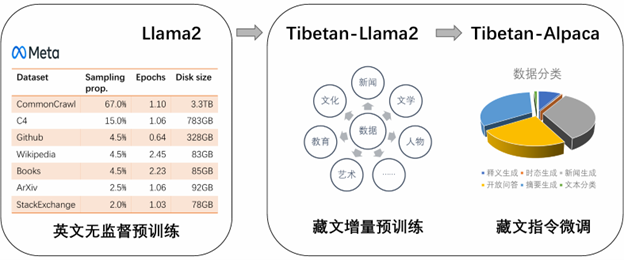 Llama2
Meta
Dataset Sampling prop. Epochs Disk size
CommonCrawl 67.0% 1.10 3.3TB
C4 15.0% 1.06 783GB
Github 4.5% 0.64 328GB
Wikipedia 4.5% 2.45 83GB
Books 4.5% 2.23 85GB
ArXiv 2.5% 1.06 92GB
StackExchange 2.0% 1.03 78GB
英文无监督预训练
Tibetan-Llama2
新闻
文化
文学
教育
数据
人物
艺术
……
藏文增量预训练
Tibetan-Alpaca
数据分类
释义生成 时态生成 新闻生成
开放问答 摘要生成 文本分类
藏文指令微调